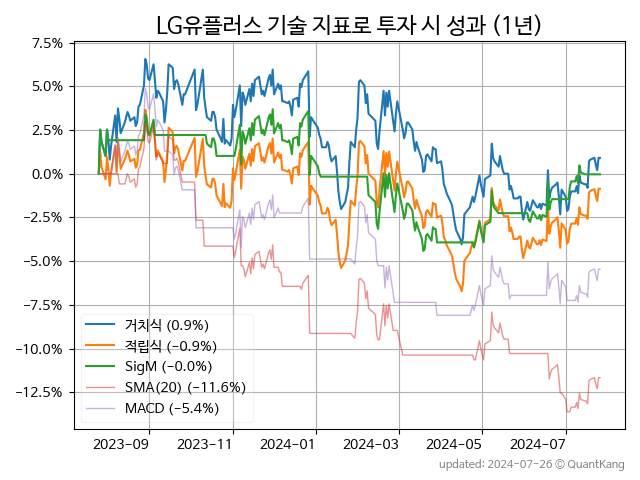 LG유플러스 기술 지표로 투자 시 성과 (1년)
7.5%
5.0%
2.5%
0.0%
−2.5%
−5.0%
−7.5%
−10.0%
−12.5%
거치식 (0.9%)
적립식 (−0.9%)
SigM (−0.0%)
SMA(20) (−11.6%)
MACD (−5.4%)
2023−09 2023−11 2024−01 2024−03 2024−05 2024−07
updated: 2024-07-26 © QuantKang